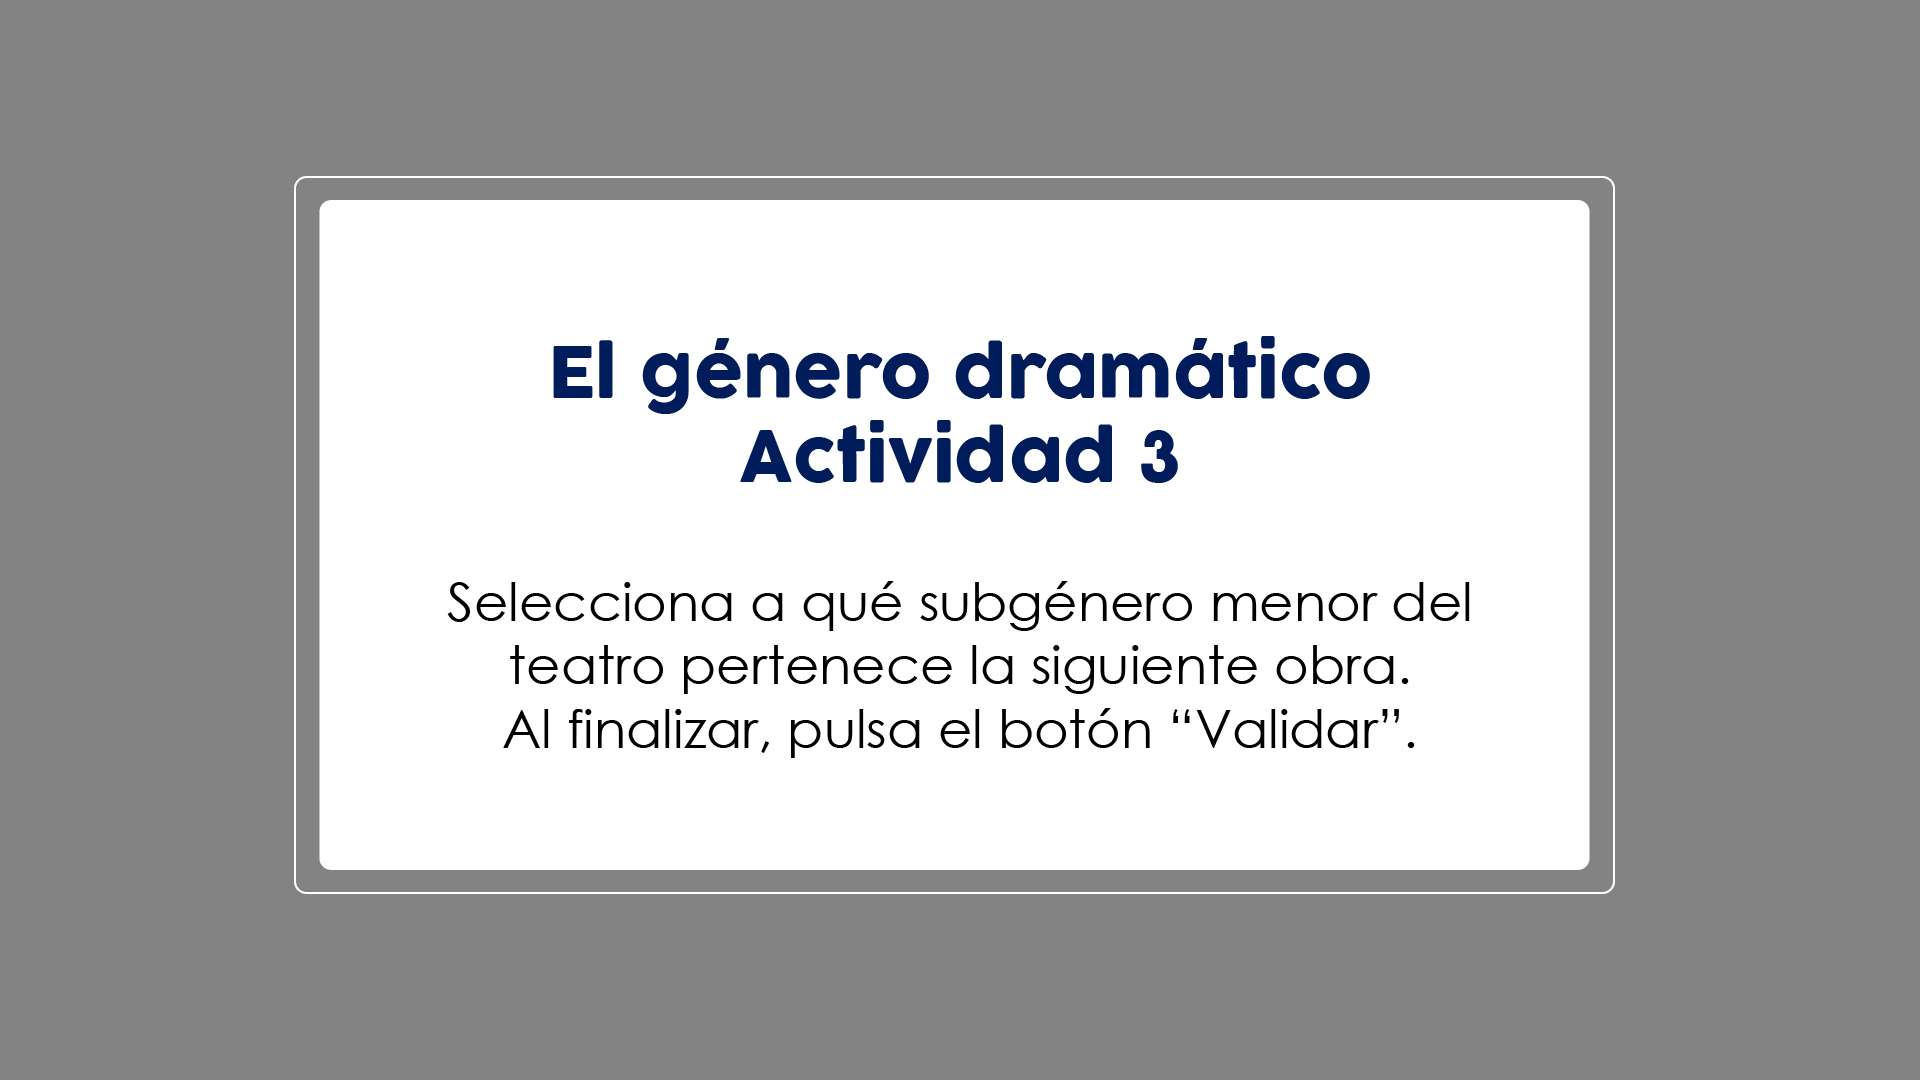 El género dramático
Actividad 3
Selecciona a qué subgénero menor del
teatro pertenece la siguiente obra.
Al finalizar, pulsa el botón “Validar”.